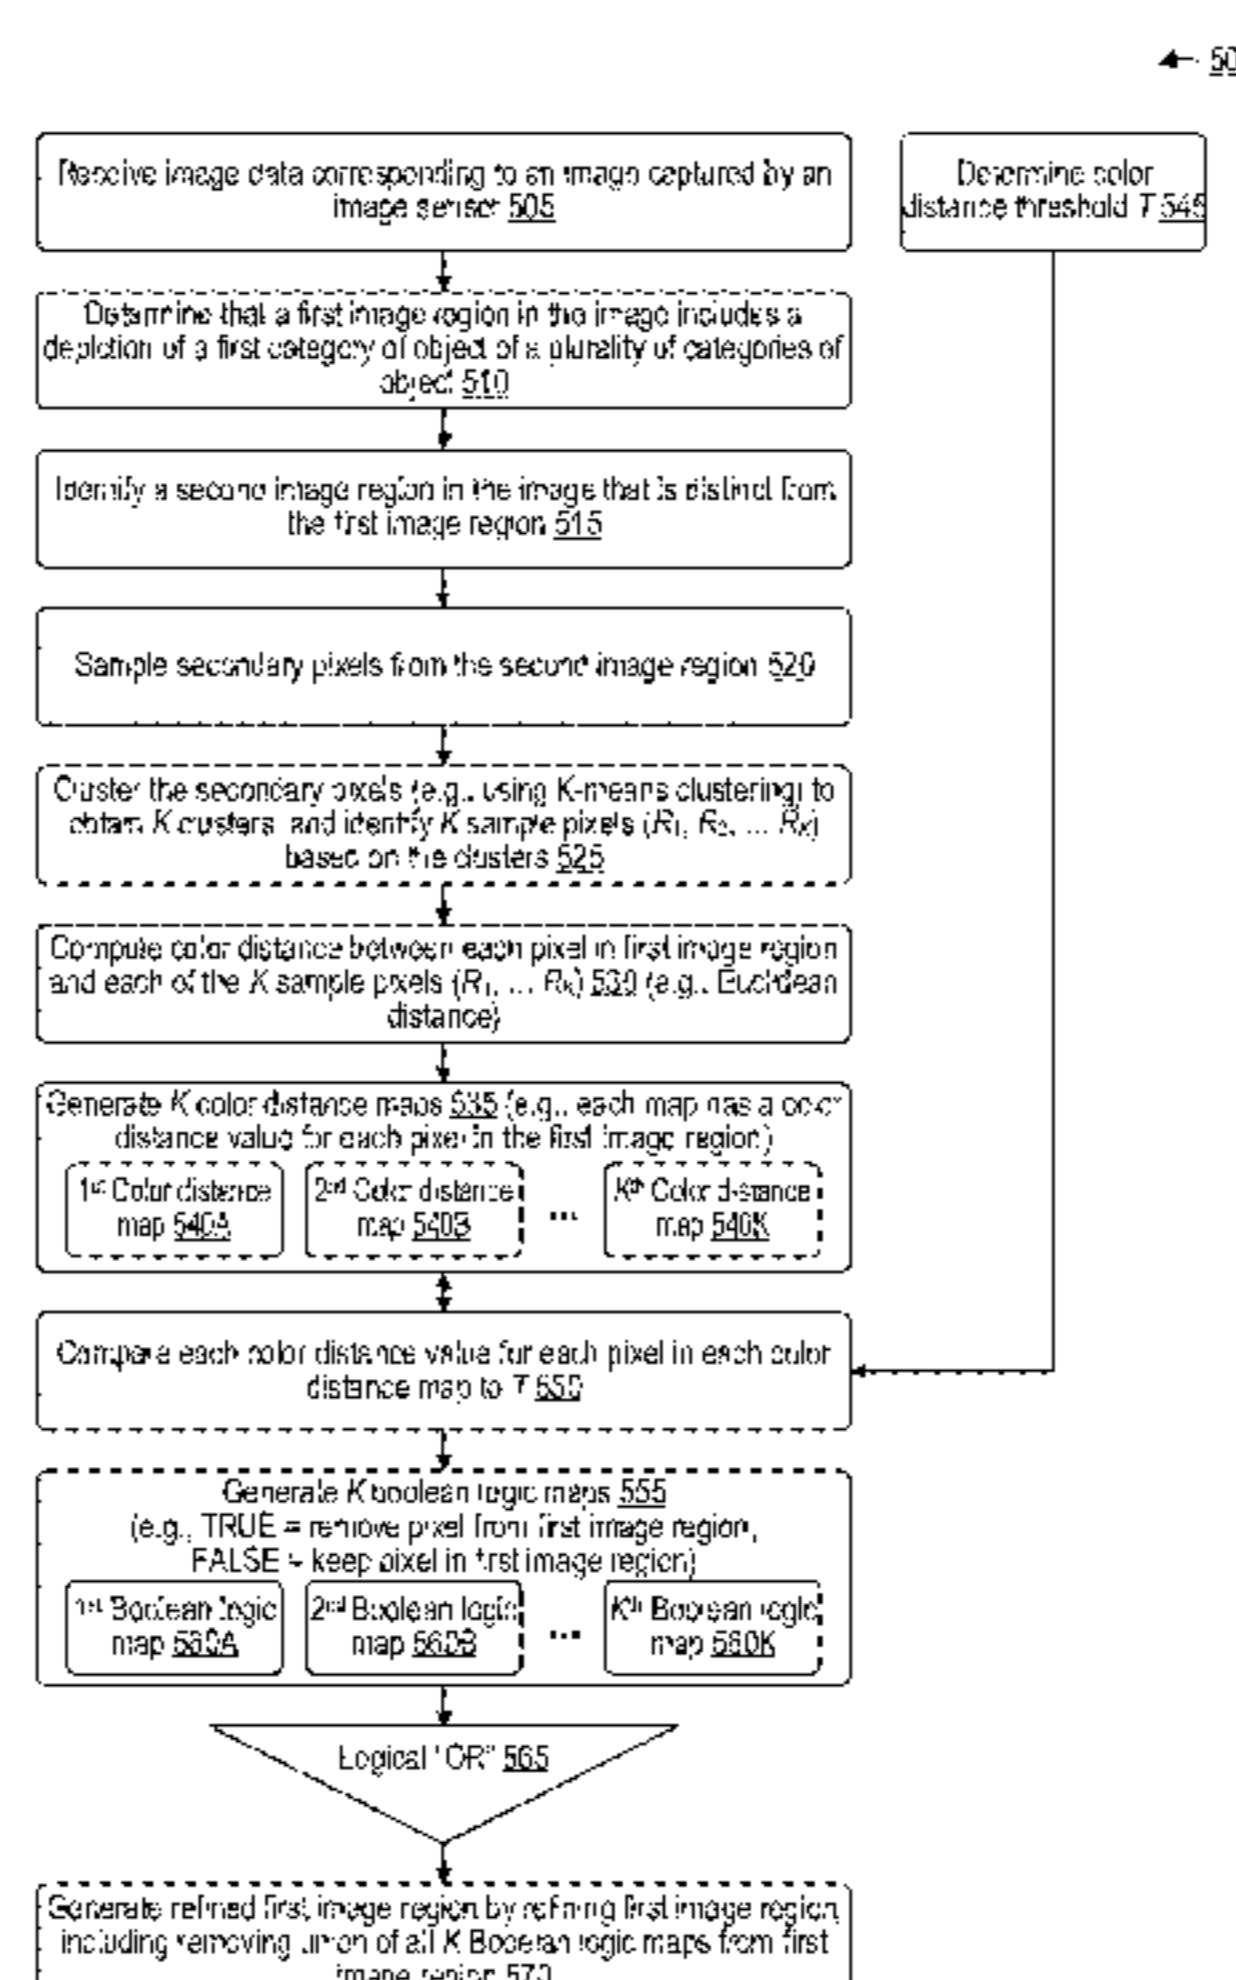 50
Receive image data corresponding to an image captured by an
image sensor 505
Determine color
distance threshold T 545
Determine that a first image region in the image includes a
depiction of a first category of object of a plurality of categories of
object 510
Identify a second image region in the image that is distinct from
the first image region 515
Sample secondary pixels from the second image region 520
Cluster the secondary pixels (e.g., using K-means clustering) to
obtain K clusters, and identify K sample pixels (R1, R2, ... RK)
based on the clusters 525
Compute color distance between each pixel in first image region
and each of the K sample pixels (R1, ... RK) 530 (e.g., Euclidean
distance)
Generate K color distance maps 535 (e.g., each map has a color
distance value for each pixel in the first image region)
1st Color distance
map 540A
2nd Color distance
map 540B
...
Kth Color distance
map 540K
Compare each color distance value for each pixel in each color
distance map to T 550
Generate K boolean logic maps 555
(e.g., TRUE = remove pixel from first image region,
FALSE = keep pixel in first image region)
1st Boolean logic
map 560A
2nd Boolean logic
map 560B
...
Kth Boolean logic
map 560K
Logical "OR" 565
Generate refined first image region by refining first image region,
including removing union of all K Boolean logic maps from first
image region 570